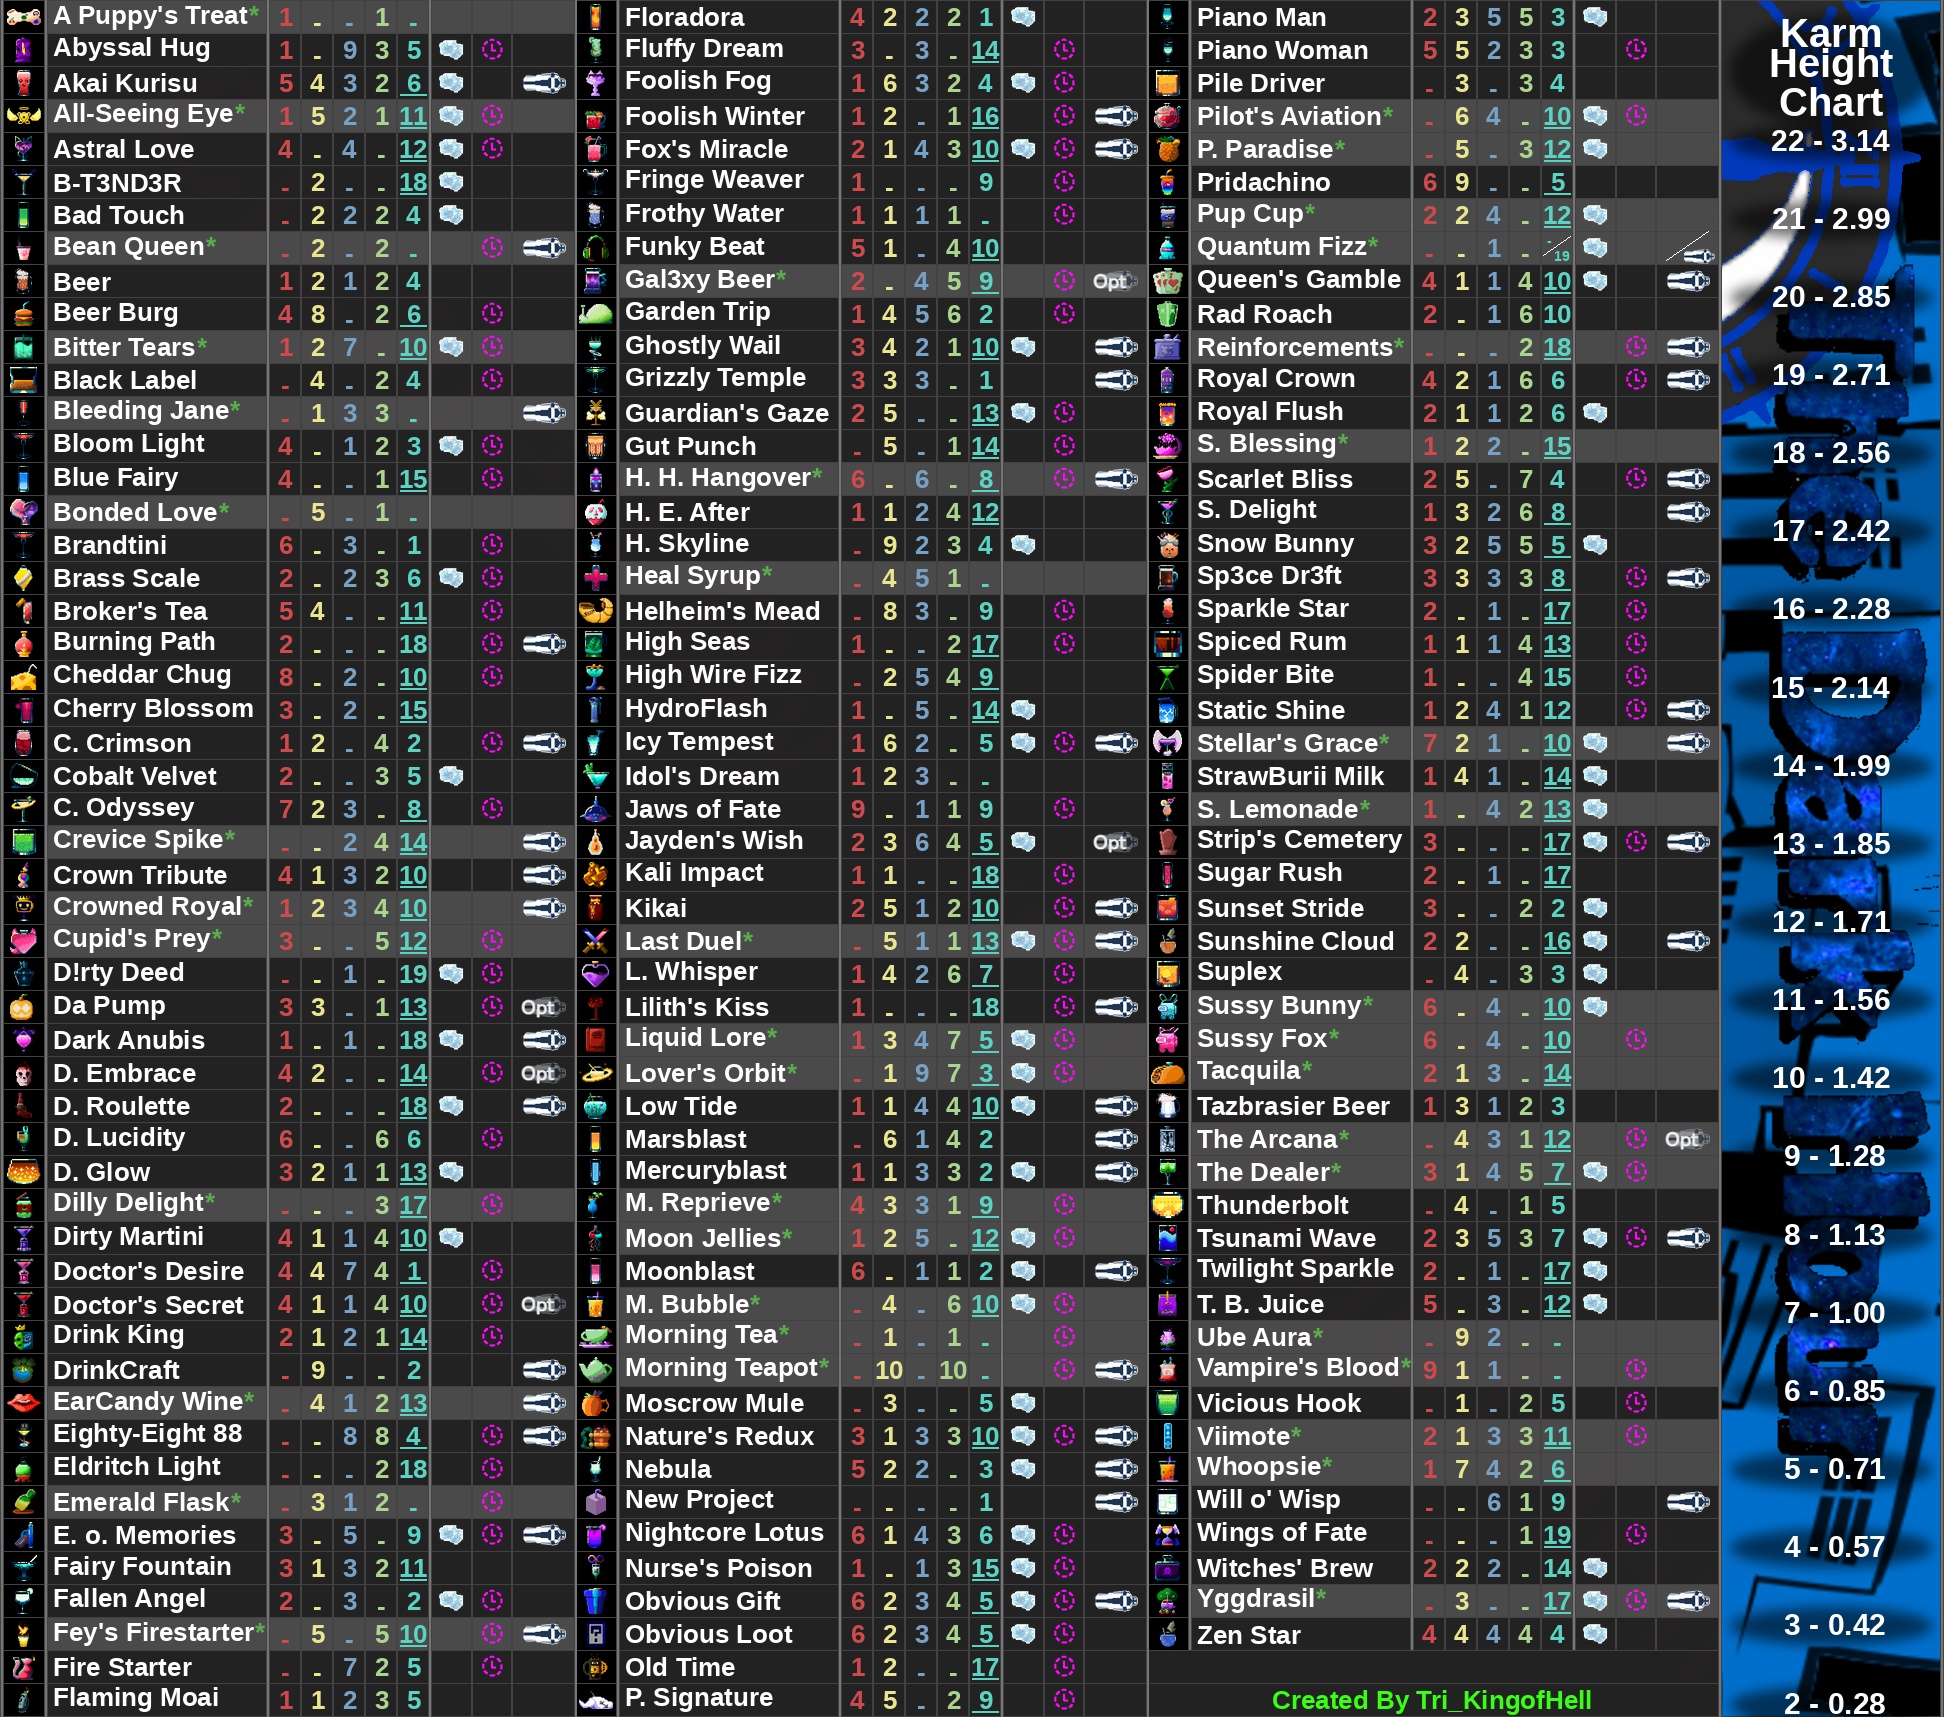 A Puppy's Treat* 1 - - 1 -
Abyssal Hug 1 - 9 3 5
Akai Kurisu 5 4 3 2 6
All-Seeing Eye* 1 5 2 1 11
Astral Love 4 - 4 - 12
B-T3ND3R - 2 - - 18
Bad Touch - 2 2 2 4
Bean Queen* - 2 - 2 -
Beer 1 2 1 2 4
Beer Burg 4 8 - 2 6
Bitter Tears* 1 2 7 - 10
Black Label - 4 - 2 4
Bleeding Jane* - 1 3 3 -
Bloom Light 4 - 1 2 3
Blue Fairy 4 - - 1 15
Bonded Love* - 5 - 1 -
Brandtini 6 - 3 - 1
Brass Scale 2 - 2 3 6
Broker's Tea 5 4 - - 11
Burning Path 2 - - - 18
Cheddar Chug 8 - 2 - 10
Cherry Blossom 3 - 2 - 15
C. Crimson 1 2 - 4 2
Cobalt Velvet 2 - - 3 5
C. Odyssey 7 2 3 - 8
Crevice Spike* - - 2 4 14
Crown Tribute 4 1 3 2 10
Crowned Royal* 1 2 3 4 10
Cupid's Prey* 3 - - 5 12
D!rty Deed - - 1 - 19
Da Pump 3 3 - 1 13 Opt
Dark Anubis 1 - 1 - 18
D. Embrace 4 2 - - 14 Opt
D. Roulette 2 - - - 18
D. Lucidity 6 - - 6 6
D. Glow 3 2 1 1 13
Dilly Delight* - - - 3 17
Dirty Martini 4 1 1 4 10
Doctor's Desire 4 4 7 4 1
Doctor's Secret 4 1 1 4 10 Opt
Drink King 2 1 2 1 14
DrinkCraft - 9 - - 2
EarCandy Wine* - 4 1 2 13
Eighty-Eight 88 - - 8 8 4
Eldritch Light - - - 2 18
Emerald Flask* - 3 1 2 -
E. o. Memories 3 - 5 - 9
Fairy Fountain 3 1 3 2 11
Fallen Angel 2 - 3 - 2
Fey's Firestarter* - 5 - 5 10
Fire Starter - - 7 2 5
Flaming Moai 1 1 2 3 5
Floradora 4 2 2 2 1
Fluffy Dream 3 - 3 - 14
Foolish Fog 1 6 3 2 4
Foolish Winter 1 2 - 1 16
Fox's Miracle 2 1 4 3 10
Fringe Weaver 1 - - - 9
Frothy Water 1 1 1 1 -
Funky Beat 5 1 - 4 10
Gal3xy Beer* 2 - 4 5 9 Opt
Garden Trip 1 4 5 6 2
Ghostly Wail 3 4 2 1 10
Grizzly Temple 3 3 3 - 1
Guardian's Gaze 2 5 - - 13
Gut Punch - 5 - 1 14
H. H. Hangover* 6 - 6 - 8
H. E. After 1 1 2 4 12
H. Skyline - 9 2 3 4
Heal Syrup* - 4 5 1 -
Helheim's Mead - 8 3 - 9
High Seas 1 - - 2 17
High Wire Fizz - 2 5 4 9
HydroFlash 1 - 5 - 14
Icy Tempest 1 6 2 - 5
Idol's Dream 1 2 3 - -
Jaws of Fate 9 - 1 1 9
Jayden's Wish 2 3 6 4 5 Opt
Kali Impact 1 1 - - 18
Kikai 2 5 1 2 10
Last Duel* - 5 1 1 13
L. Whisper 1 4 2 6 7
Lilith's Kiss 1 - - - 18
Liquid Lore* 1 3 4 7 5
Lover's Orbit* - 1 9 7 3
Low Tide 1 1 4 4 10
Marsblast - 6 1 4 2
Mercuryblast 1 1 3 3 2
M. Reprieve* 4 3 3 1 9
Moon Jellies* 1 2 5 - 12
Moonblast 6 - 1 1 2
M. Bubble* - 4 - 6 10
Morning Tea* - 1 - 1 -
Morning Teapot* - 10 - 10 -
Moscrow Mule - 3 - - 5
Nature's Redux 3 1 3 3 10
Nebula 5 2 2 - 3
New Project - - - - 1
Nightcore Lotus 6 1 4 3 6
Nurse's Poison 1 - 1 3 15
Obvious Gift 6 2 3 4 5
Obvious Loot 6 2 3 4 5
Old Time 1 2 - - 17
P. Signature 4 5 - 2 9
Piano Man 2 3 5 5 3
Piano Woman 5 5 2 3 3
Pile Driver - 3 - 3 4
Pilot's Aviation* - 6 4 - 10
P. Paradise* - 5 - 3 12
Pridachino 6 9 - - 5
Pup Cup* 2 2 4 - 12
Quantum Fizz* - - 1 - -/19
Queen's Gamble 4 1 1 4 10
Rad Roach 2 - 1 6 10
Reinforcements* - - - 2 18
Royal Crown 4 2 1 6 6
Royal Flush 2 1 1 2 6
S. Blessing* 1 2 2 - 15
Scarlet Bliss 2 5 - 7 4
S. Delight 1 3 2 6 8
Snow Bunny 3 2 5 5 5
Sp3ce Dr3ft 3 3 3 3 8
Sparkle Star 2 - 1 - 17
Spiced Rum 1 1 1 4 13
Spider Bite 1 - - 4 15
Static Shine 1 2 4 1 12
Stellar's Grace* 7 2 1 - 10
StrawBurii Milk 1 4 1 - 14
S. Lemonade* 1 - 4 2 13
Strip's Cemetery 3 - - - 17
Sugar Rush 2 - 1 - 17
Sunset Stride 3 - - 2 2
Sunshine Cloud 2 2 - - 16
Suplex - 4 - 3 3
Sussy Bunny* 6 - 4 - 10
Sussy Fox* 6 - 4 - 10
Tacquila* 2 1 3 - 14
Tazbrasier Beer 1 3 1 2 3
The Arcana* - 4 3 1 12 Opt
The Dealer* 3 1 4 5 7
Thunderbolt - 4 - 1 5
Tsunami Wave 2 3 5 3 7
Twilight Sparkle 2 - 1 - 17
T. B. Juice 5 - 3 - 12
Ube Aura* - 9 2 - -
Vampire's Blood* 9 1 1 - -
Vicious Hook - 1 - 2 5
Viimote* 2 1 3 3 11
Whoopsie* 1 7 4 2 6
Will o' Wisp - - 6 1 9
Wings of Fate - - - 1 19
Witches' Brew 2 2 2 - 14
Yggdrasil* - 3 - - 17
Zen Star 4 4 4 4 4
Created By Tri_KingofHell
Karm
Height
Chart
22 - 3.14
21 - 2.99
20 - 2.85
19 - 2.71
18 - 2.56
17 - 2.42
16 - 2.28
15 - 2.14
14 - 1.99
13 - 1.85
12 - 1.71
11 - 1.56
10 - 1.42
9 - 1.28
8 - 1.13
7 - 1.00
6 - 0.85
5 - 0.71
4 - 0.57
3 - 0.42
2 - 0.28